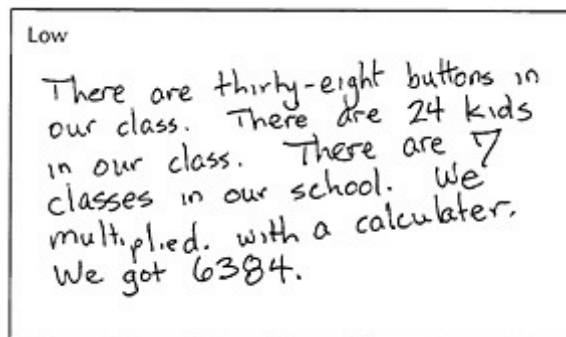 Low
There are thirty-eight buttons in
our class. There are 24 kids
in our class. There are 7
classes in our school. We
multiplied. with a calculater.
We got 6384.